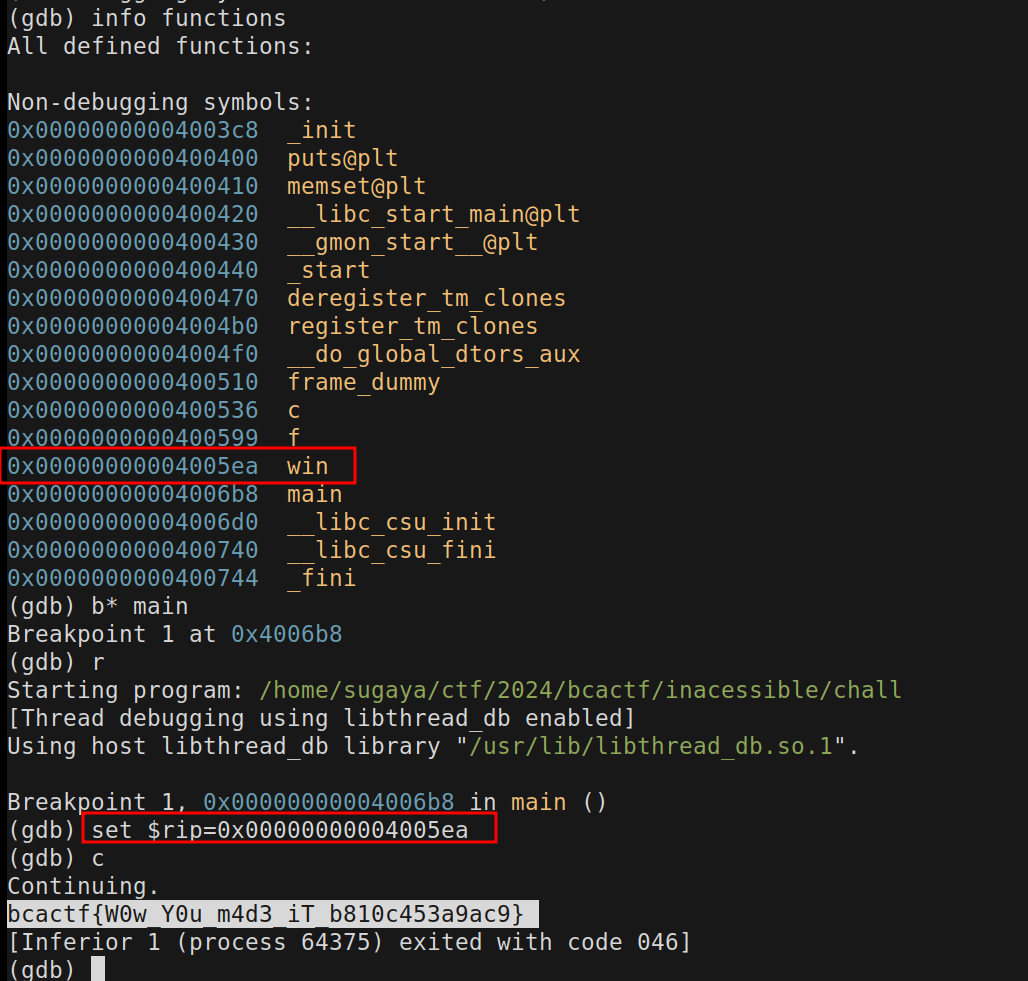 (gdb) info functions
All defined functions:
Non-debugging symbols:
0x00000000004003c8 _init
0x0000000000400400 puts@plt
0x0000000000400410 memset@plt
0x0000000000400420 __libc_start_main@plt
0x0000000000400430 __gmon_start__@plt
0x0000000000400440 _start
0x0000000000400470 deregister_tm_clones
0x00000000004004b0 register_tm_clones
0x00000000004004f0 __do_global_dtors_aux
0x0000000000400510 frame_dummy
0x0000000000400536 c
0x0000000000400599 f
0x00000000004005ea win
0x00000000004006b8 main
0x00000000004006d0 __libc_csu_init
0x0000000000400740 __libc_csu_fini
0x0000000000400744 _fini
(gdb) b* main
Breakpoint 1 at 0x4006b8
(gdb) r
Starting program: /home/sugaya/ctf/2024/bcactf/inacessible/chall
[Thread debugging using libthread_db enabled]
Using host libthread_db library "/usr/lib/libthread_db.so.1".
Breakpoint 1, 0x00000000004006b8 in main ()
(gdb) set $rip=0x00000000004005ea
(gdb) c
Continuing.
bcactf{W0w_Y0u_m4d3_iT_b810c453a9ac9}
[Inferior 1 (process 64375) exited with code 046]
(gdb)